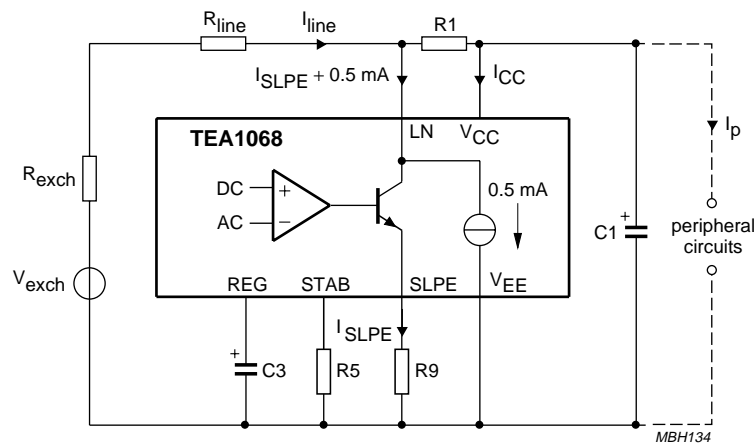 Rline
Iline
R1
ISLPE + 0.5 mA
ICC
LN
VCC
TEA1068
Ip
Rexch
DC
+
AC
−
0.5 mA
+
C1
peripheral
circuits
Vexch
REG
STAB
SLPE
VEE
ISLPE
+
C3
R5
R9
MBH134